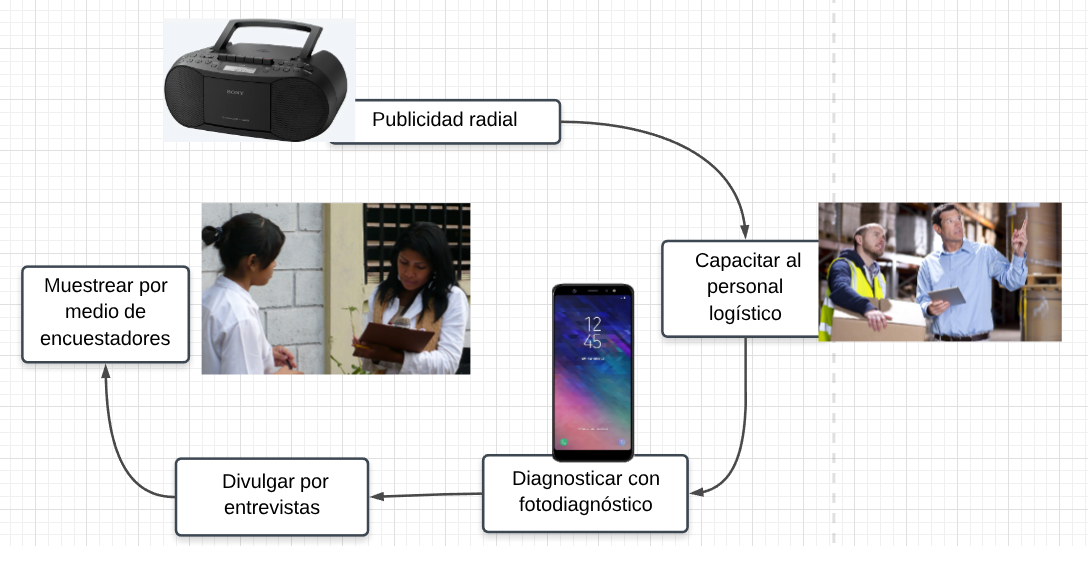 SONY
Publicidad radial
Capacitar al
personal
logístico
12
45
Diagnosticar con
fotodiagnóstico
Divulgar por
entrevistas
Muestrear por
medio de
encuestadores